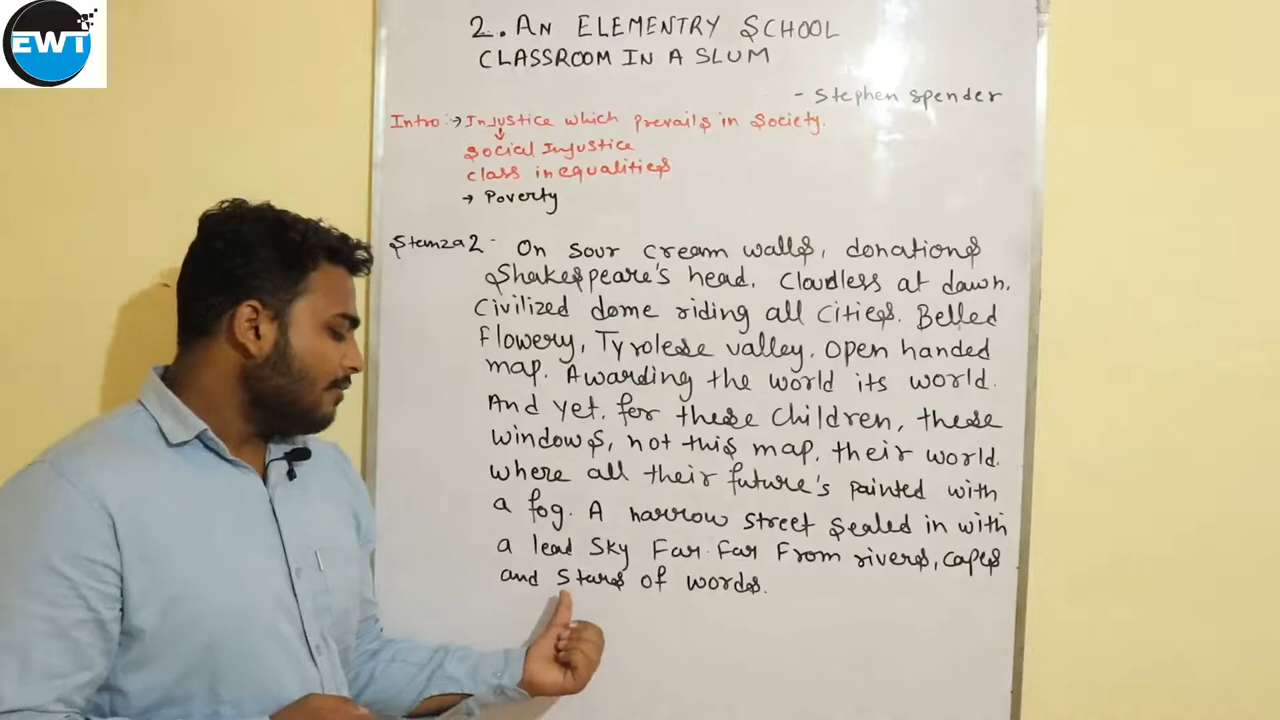 EWT
2. AN ELEMENTRY SCHOOL
CLASSROOM IN A SLUM
- Stephen Spender
Intro :→ Injustice which prevails in society.
Social Injustice
class inequalities
→ Poverty
Stemza 2- On sour cream walls, donations
Shakespeare's head. Cloudless at dawn.
Civilized dome riding all cities. Belled
Flowery, Tyrolese valley. Open handed
map. Awarding the world its world.
And yet, for these children, these
windows, not this map, their world.
where all their future's painted with
a fog. A narrow street sealed in with
a lead sky Far. Far From rivers, capes
and Stars of words.